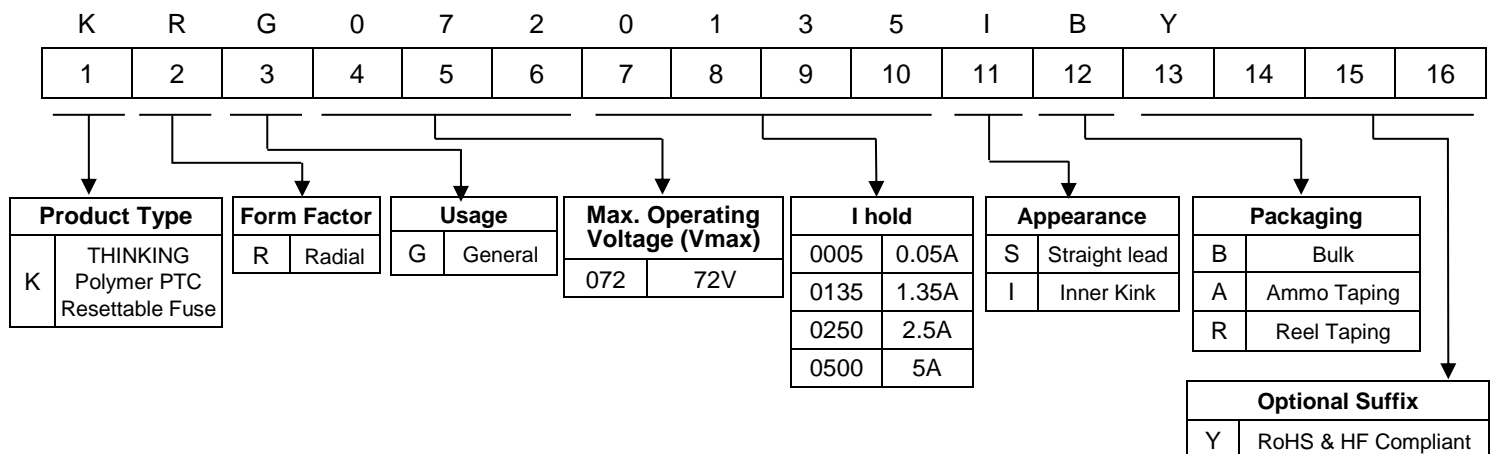 K R G 0 7 2 0 1 3 5 I B Y
1 2 3 4 5 6 7 8 9 10 11 12 13 14 15 16
Product Type
K THINKING
Polymer PTC
Resettable Fuse
Form Factor
R Radial
Usage
G General
Max. Operating
Voltage (Vmax)
072 72V
I hold
0005 0.05A
0135 1.35A
0250 2.5A
0500 5A
Appearance
S Straight lead
I Inner Kink
Packaging
B Bulk
A Ammo Taping
R Reel Taping
Optional Suffix
Y RoHS & HF Compliant